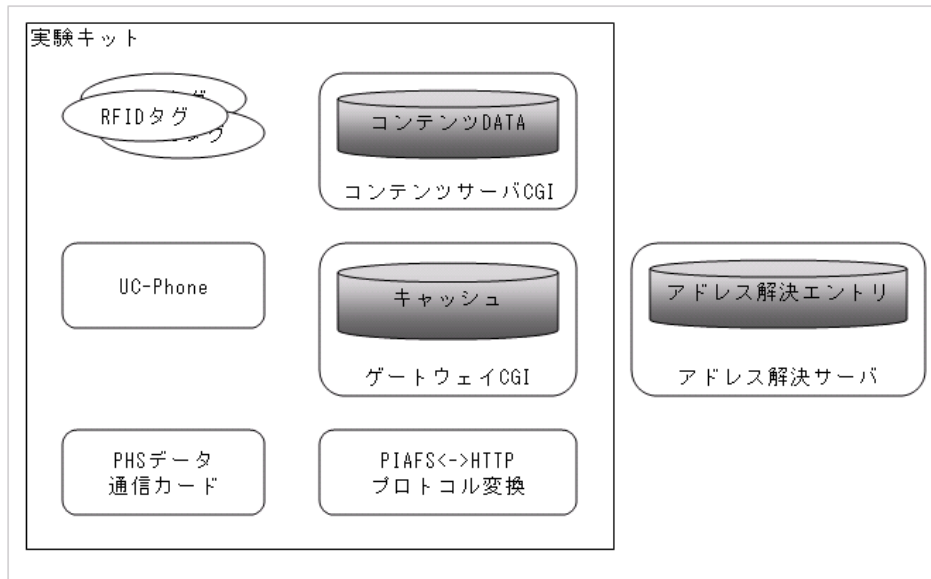 実験キット
RFIDタグ
タグ
タグ
コンテンツDATA
コンテンツサーバCGI
UC-Phone
キャッシュ
ゲートウェイCGI
アドレス解決エントリ
アドレス解決サーバ
PHSデータ
通信カード
PIAFS<->HTTP
プロトコル変換